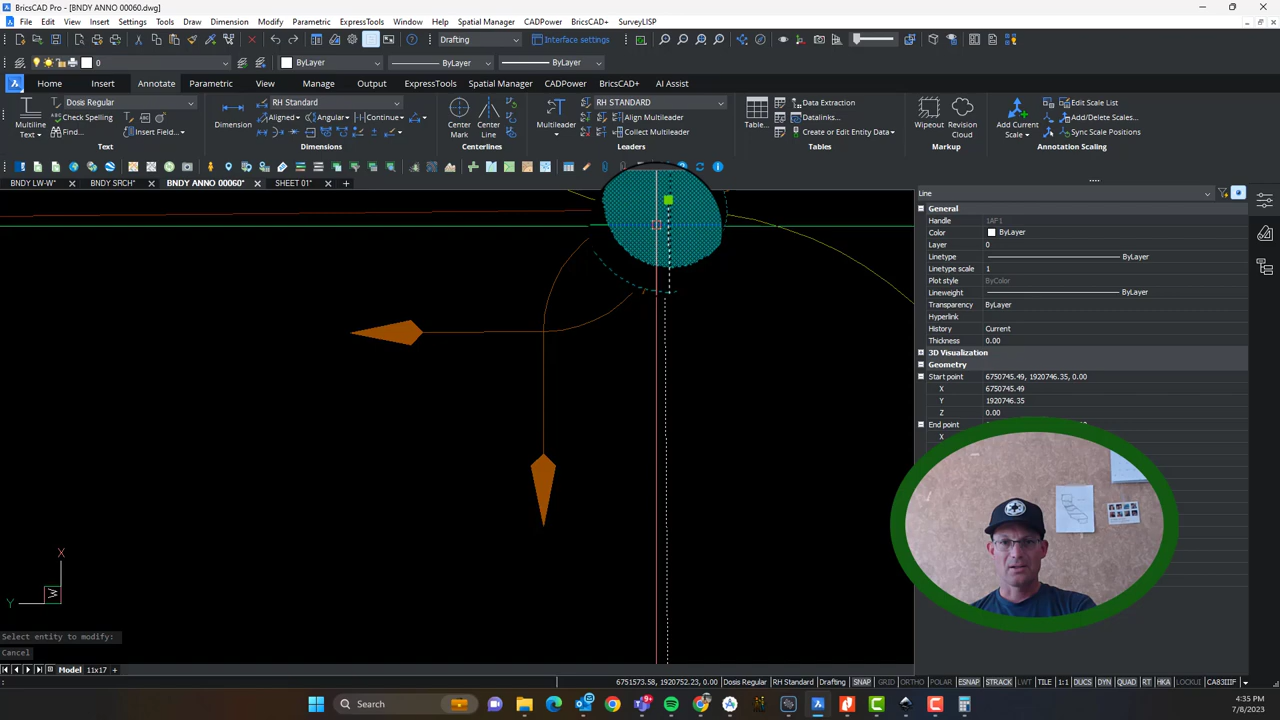 BricsCAD Pro - [BNDY ANNO 00060.dwg]
File Edit View Insert Settings Tools Draw Dimension Modify Parametric ExpressTools Window Help CADPower BricsCAD+ SurveyLISP
Drafting Interface settings
0 ByLayer ByLayer ByLayer
Home Insert Annotate Parametric View Manage Output ExpressTools Spatial Manager CADPower BricsCAD+ AI Assist
Dosis Regular RH Standard RH STANDARD Data Extraction Edit Scale List
Check Spelling Aligned Angular Continue Align Multileader Datalinks... Add/Delete Scales...
Multiline Text Find... Insert Field... Dimension Center Mark Center Line Multileader Collect Multileader Table... Create or Edit Entity Data Wipeout Revision Cloud Add Current Scale Sync Scale Positions
Text Dimensions Centerlines Leaders Tables Markup Annotation Scaling
BNDY LW-W* BNDY SRCH* BNDY ANNO 00060* SHEET 01*
Line
General
Handle 1AF1
Color ByLayer
Layer 0
Linetype ByLayer
Linetype scale 1
Plot style ByColor
Lineweight ByLayer
Transparency ByLayer
Hyperlink
History Current
Thickness 0.00
3D Visualization
Geometry
Start point 6750745.49, 1920746.35, 0.00
X 6750745.49
Y 1920746.35
Z 0.00
End point
X
X
Y
W
Select entity to modify:
Cancel
Model 11x17
6751573.58, 1920752.23, 0.00 Dosis Regular RH Standard Drafting SNAP GRID ORTHO POLAR ESNAP STRACK LWT TILE 1:1 DUCS DYN QUAD RT HKA LOCKUI CA83IIIF
Search
4:35 PM
7/8/2023